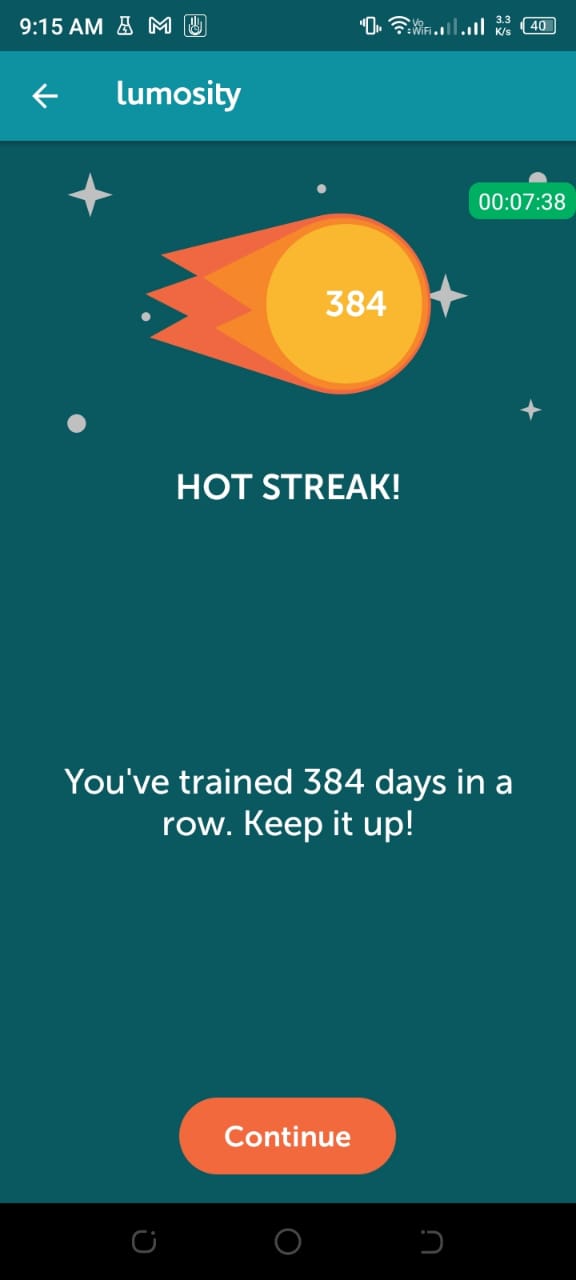 9:15 AM
Vo
WiFi
3.3
K/s
40
lumosity
00:07:38
384
HOT STREAK!
You've trained 384 days in a
row. Keep it up!
Continue